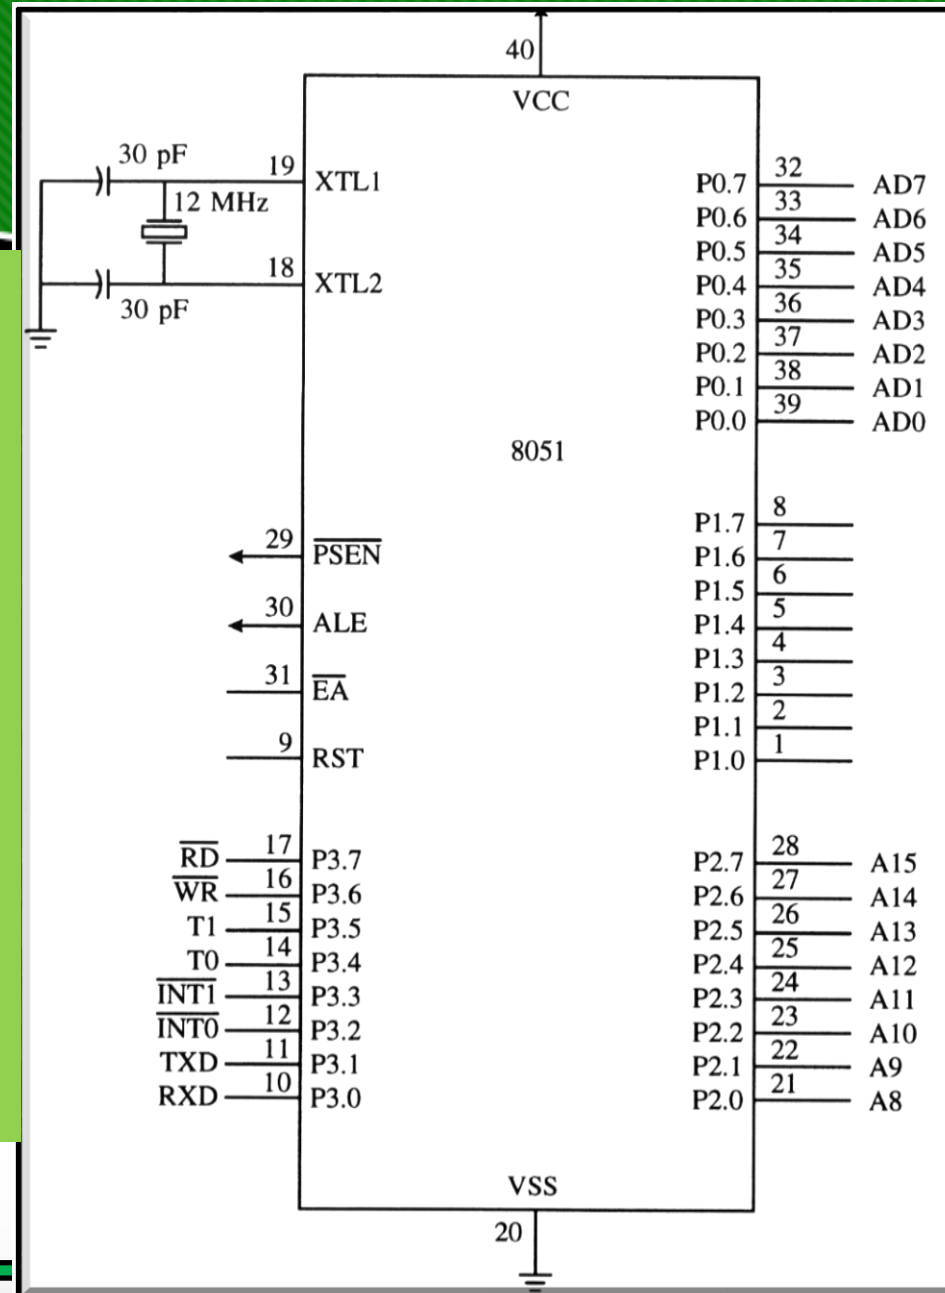 40
VCC
30 pF
19
XTL1
12 MHz
18
XTL2
30 pF
P0.7 32 AD7
P0.6 33 AD6
P0.5 34 AD5
P0.4 35 AD4
P0.3 36 AD3
P0.2 37 AD2
P0.1 38 AD1
P0.0 39 AD0
8051
29 PSEN
30 ALE
31 EA
9 RST
P1.7 8
P1.6 7
P1.5 6
P1.4 5
P1.3 4
P1.2 3
P1.1 2
P1.0 1
RD 17 P3.7
WR 16 P3.6
T1 15 P3.5
T0 14 P3.4
INT1 13 P3.3
INT0 12 P3.2
TXD 11 P3.1
RXD 10 P3.0
P2.7 28 A15
P2.6 27 A14
P2.5 26 A13
P2.4 25 A12
P2.3 24 A11
P2.2 23 A10
P2.1 22 A9
P2.0 21 A8
VSS
20